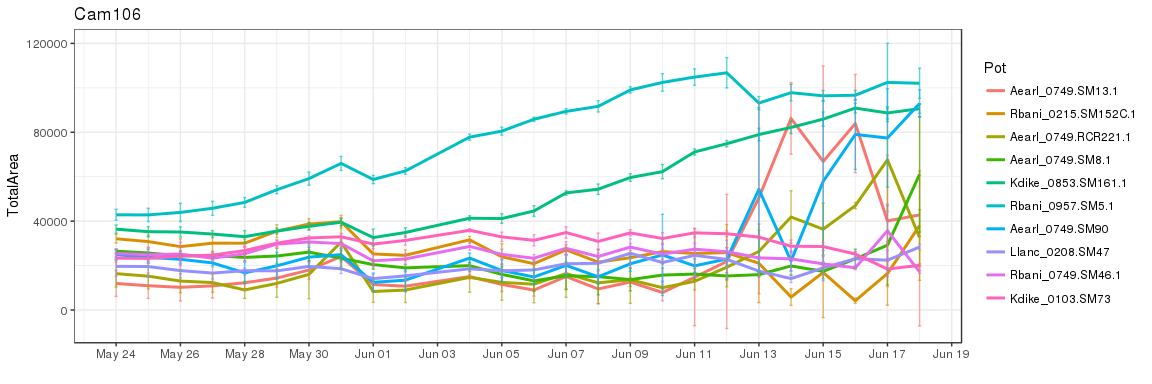 Cam106
TotalArea
120000
80000
40000
0
May 24 May 26 May 28 May 30 Jun 01 Jun 03 Jun 05 Jun 07 Jun 09 Jun 11 Jun 13 Jun 15 Jun 17 Jun 19
Pot
Aearl_0749.SM13.1
Rbani_0215.SM152C.1
Aearl_0749.RCR221.1
Aearl_0749.SM8.1
Kdike_0853.SM161.1
Rbani_0957.SM5.1
Aearl_0749.SM90
Llanc_0208.SM47
Rbani_0749.SM46.1
Kdike_0103.SM73